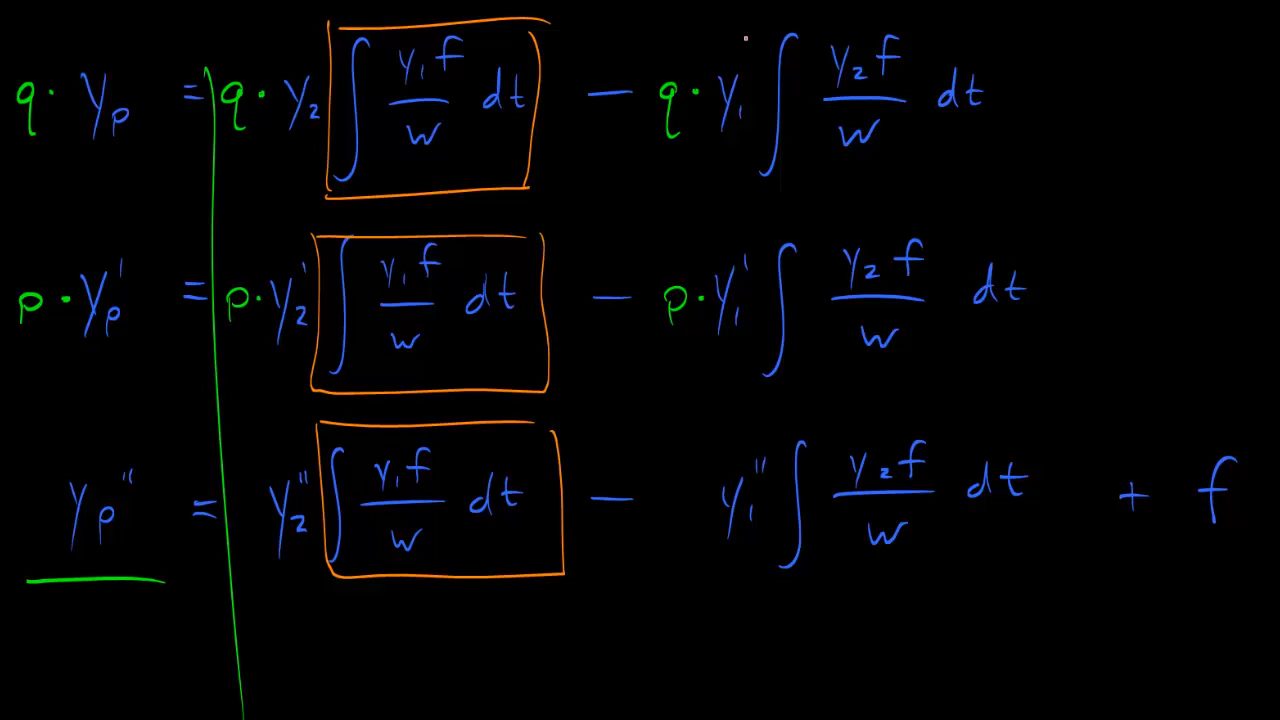 q · y_p = q · y_2 ∫ y_1 f / w dt − q · y_1 ∫ y_2 f / w dt
p · y_p' = p · y_2' ∫ y_1 f / w dt − p · y_1' ∫ y_2 f / w dt
y_p'' = y_2'' ∫ y_1 f / w dt − y_1'' ∫ y_2 f / w dt + f